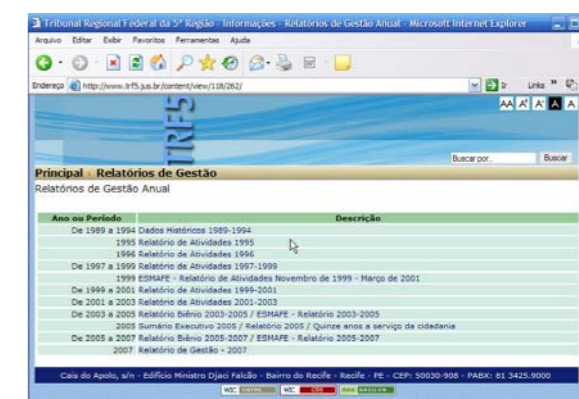 Tribunal Regional Federal da 5ª Região - Informações - Relatórios de Gestão Anual - Microsoft Internet Explorer
Arquivo Editar Exibir Favoritos Ferramentas Ajuda
Endereço http://www.trf5.jus.br/content/view/118/262/ Ir Links »
TRF5
AA A A A A
Buscar por... Buscar
Principal Relatórios de Gestão
Relatórios de Gestão Anual
Ano ou Período Descrição
De 1989 a 1994 Dados Históricos 1989-1994
1995 Relatório de Atividades 1995
1996 Relatório de Atividades 1996
De 1997 a 1999 Relatório de Atividades 1997-1999
1999 ESMAFE - Relatório de Atividades Novembro de 1999 - Março de 2001
De 1999 a 2001 Relatório de Atividades 1999-2001
De 2001 a 2003 Relatório de Atividades 2001-2003
De 2003 a 2005 Relatório Biênio 2003-2005 / ESMAFE - Relatório 2003-2005
2005 Sumário Executivo 2005 / Relatório 2005 / Quinze anos a serviço da cidadania
De 2005 a 2007 Relatório Biênio 2005-2007 / ESMAFE - Relatório 2005-2007
2007 Relatório de Gestão - 2007
Cais do Apolo, s/n - Edifício Ministro Djaci Falcão - Bairro do Recife - Recife - PE - CEP: 50030-908 - PABX: 81 3425.9000
W3C W3C CSS